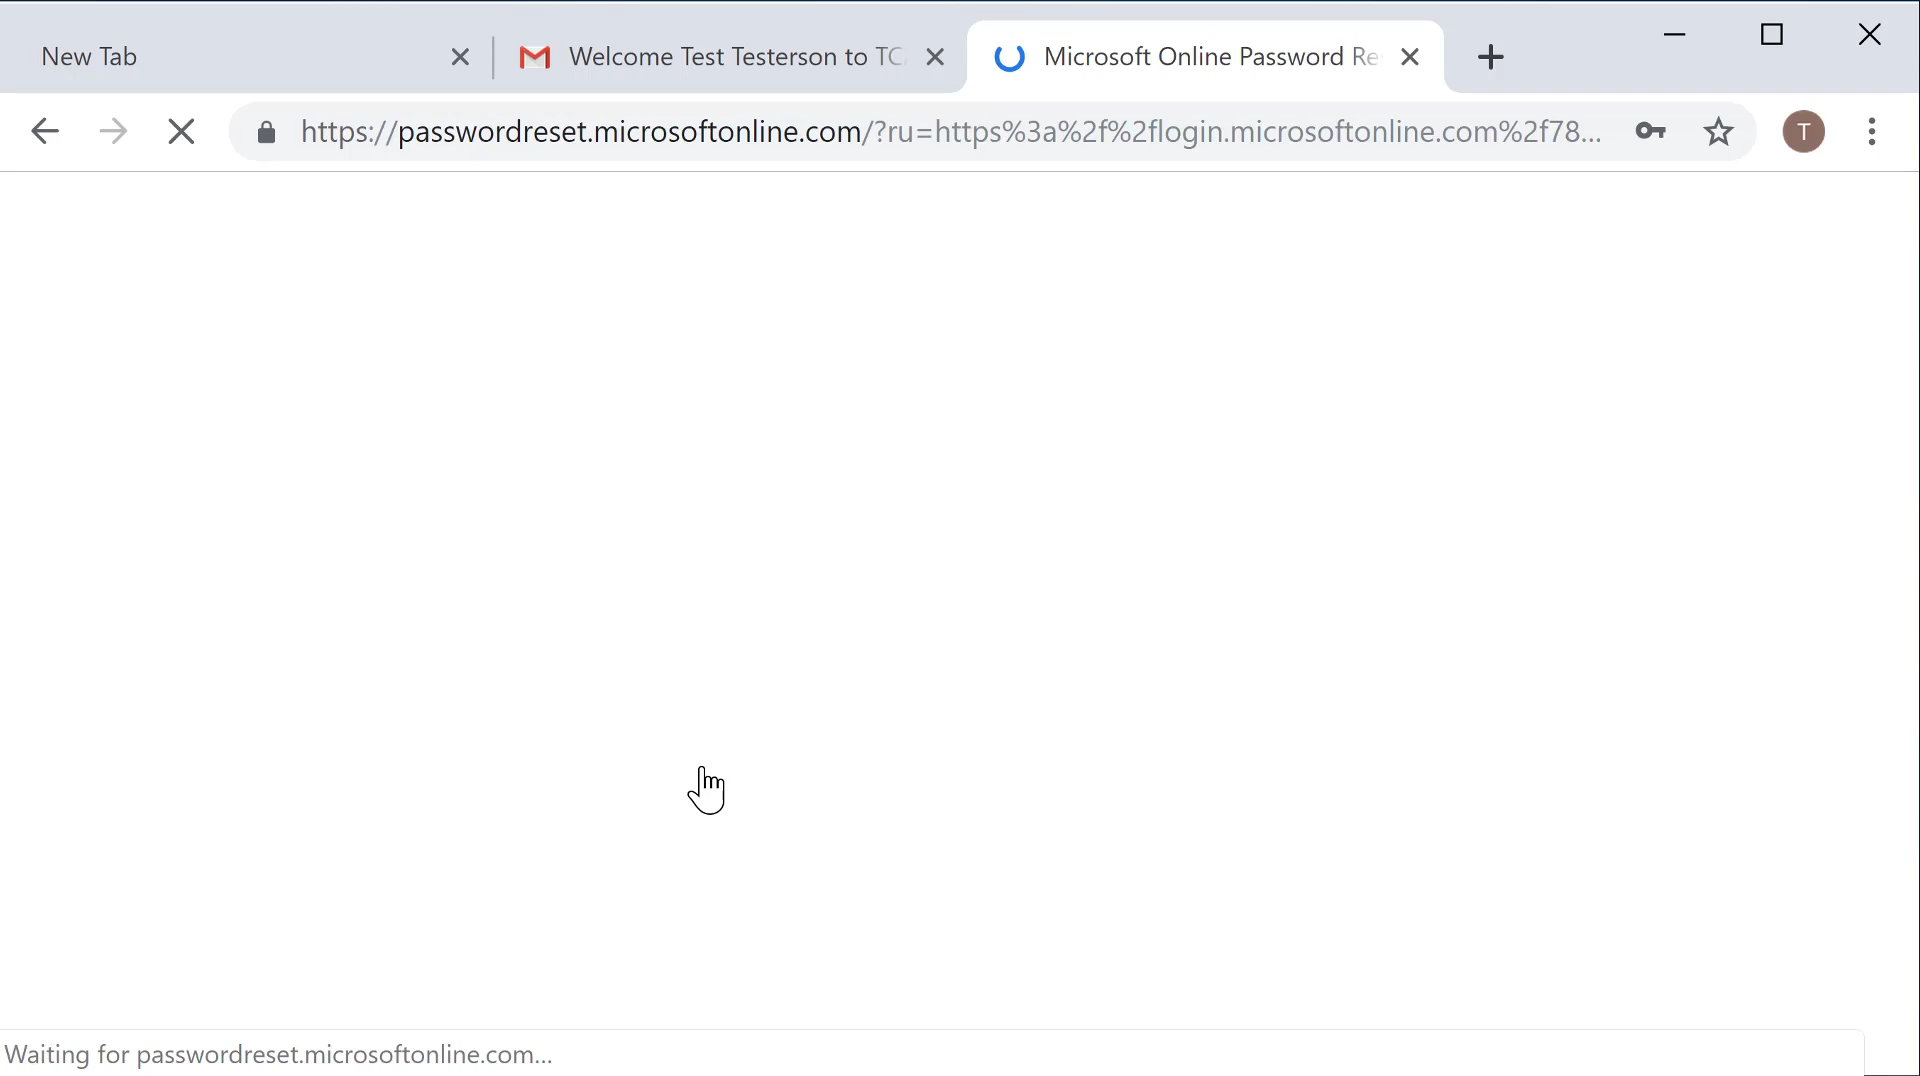 New Tab
Welcome Test Testerson to TC
Microsoft Online Password Re
https://passwordreset.microsoftonline.com/?ru=https%3a%2f%2flogin.microsoftonline.com%2f78...
T
Waiting for passwordreset.microsoftonline.com...